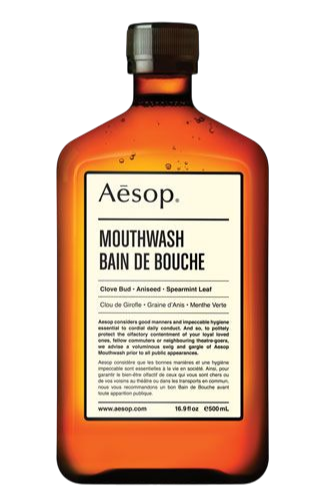 Aēsop®
MOUTHWASH
BAIN DE BOUCHE
Clove Bud • Aniseed • Spearmint Leaf
Clou de Girofle • Graine d'Anis • Menthe Verte
Aesop considers good manners and impeccable hygiene
essential to cordial daily conduct. And so, to politely
protect the olfactory contentment of your loved
ones, fellow commuters or neighbouring theatre-goers,
we advise a voluminous swig and gargle of Aesop
Mouthwash prior to all public appearances.
Aesop considère que les bonnes manières et une hygiène
impeccable sont essentielles à la vie en société. Ainsi, pour
garantir le bien-être olfactif de ceux qui vous sont chers ou
de vos voisins au théâtre ou dans les transports en commun,
nous vous recommandons un bon Bain de Bouche avant
toute apparition publique.
www.aesop.com 16.9 fl oz ℮500 mL